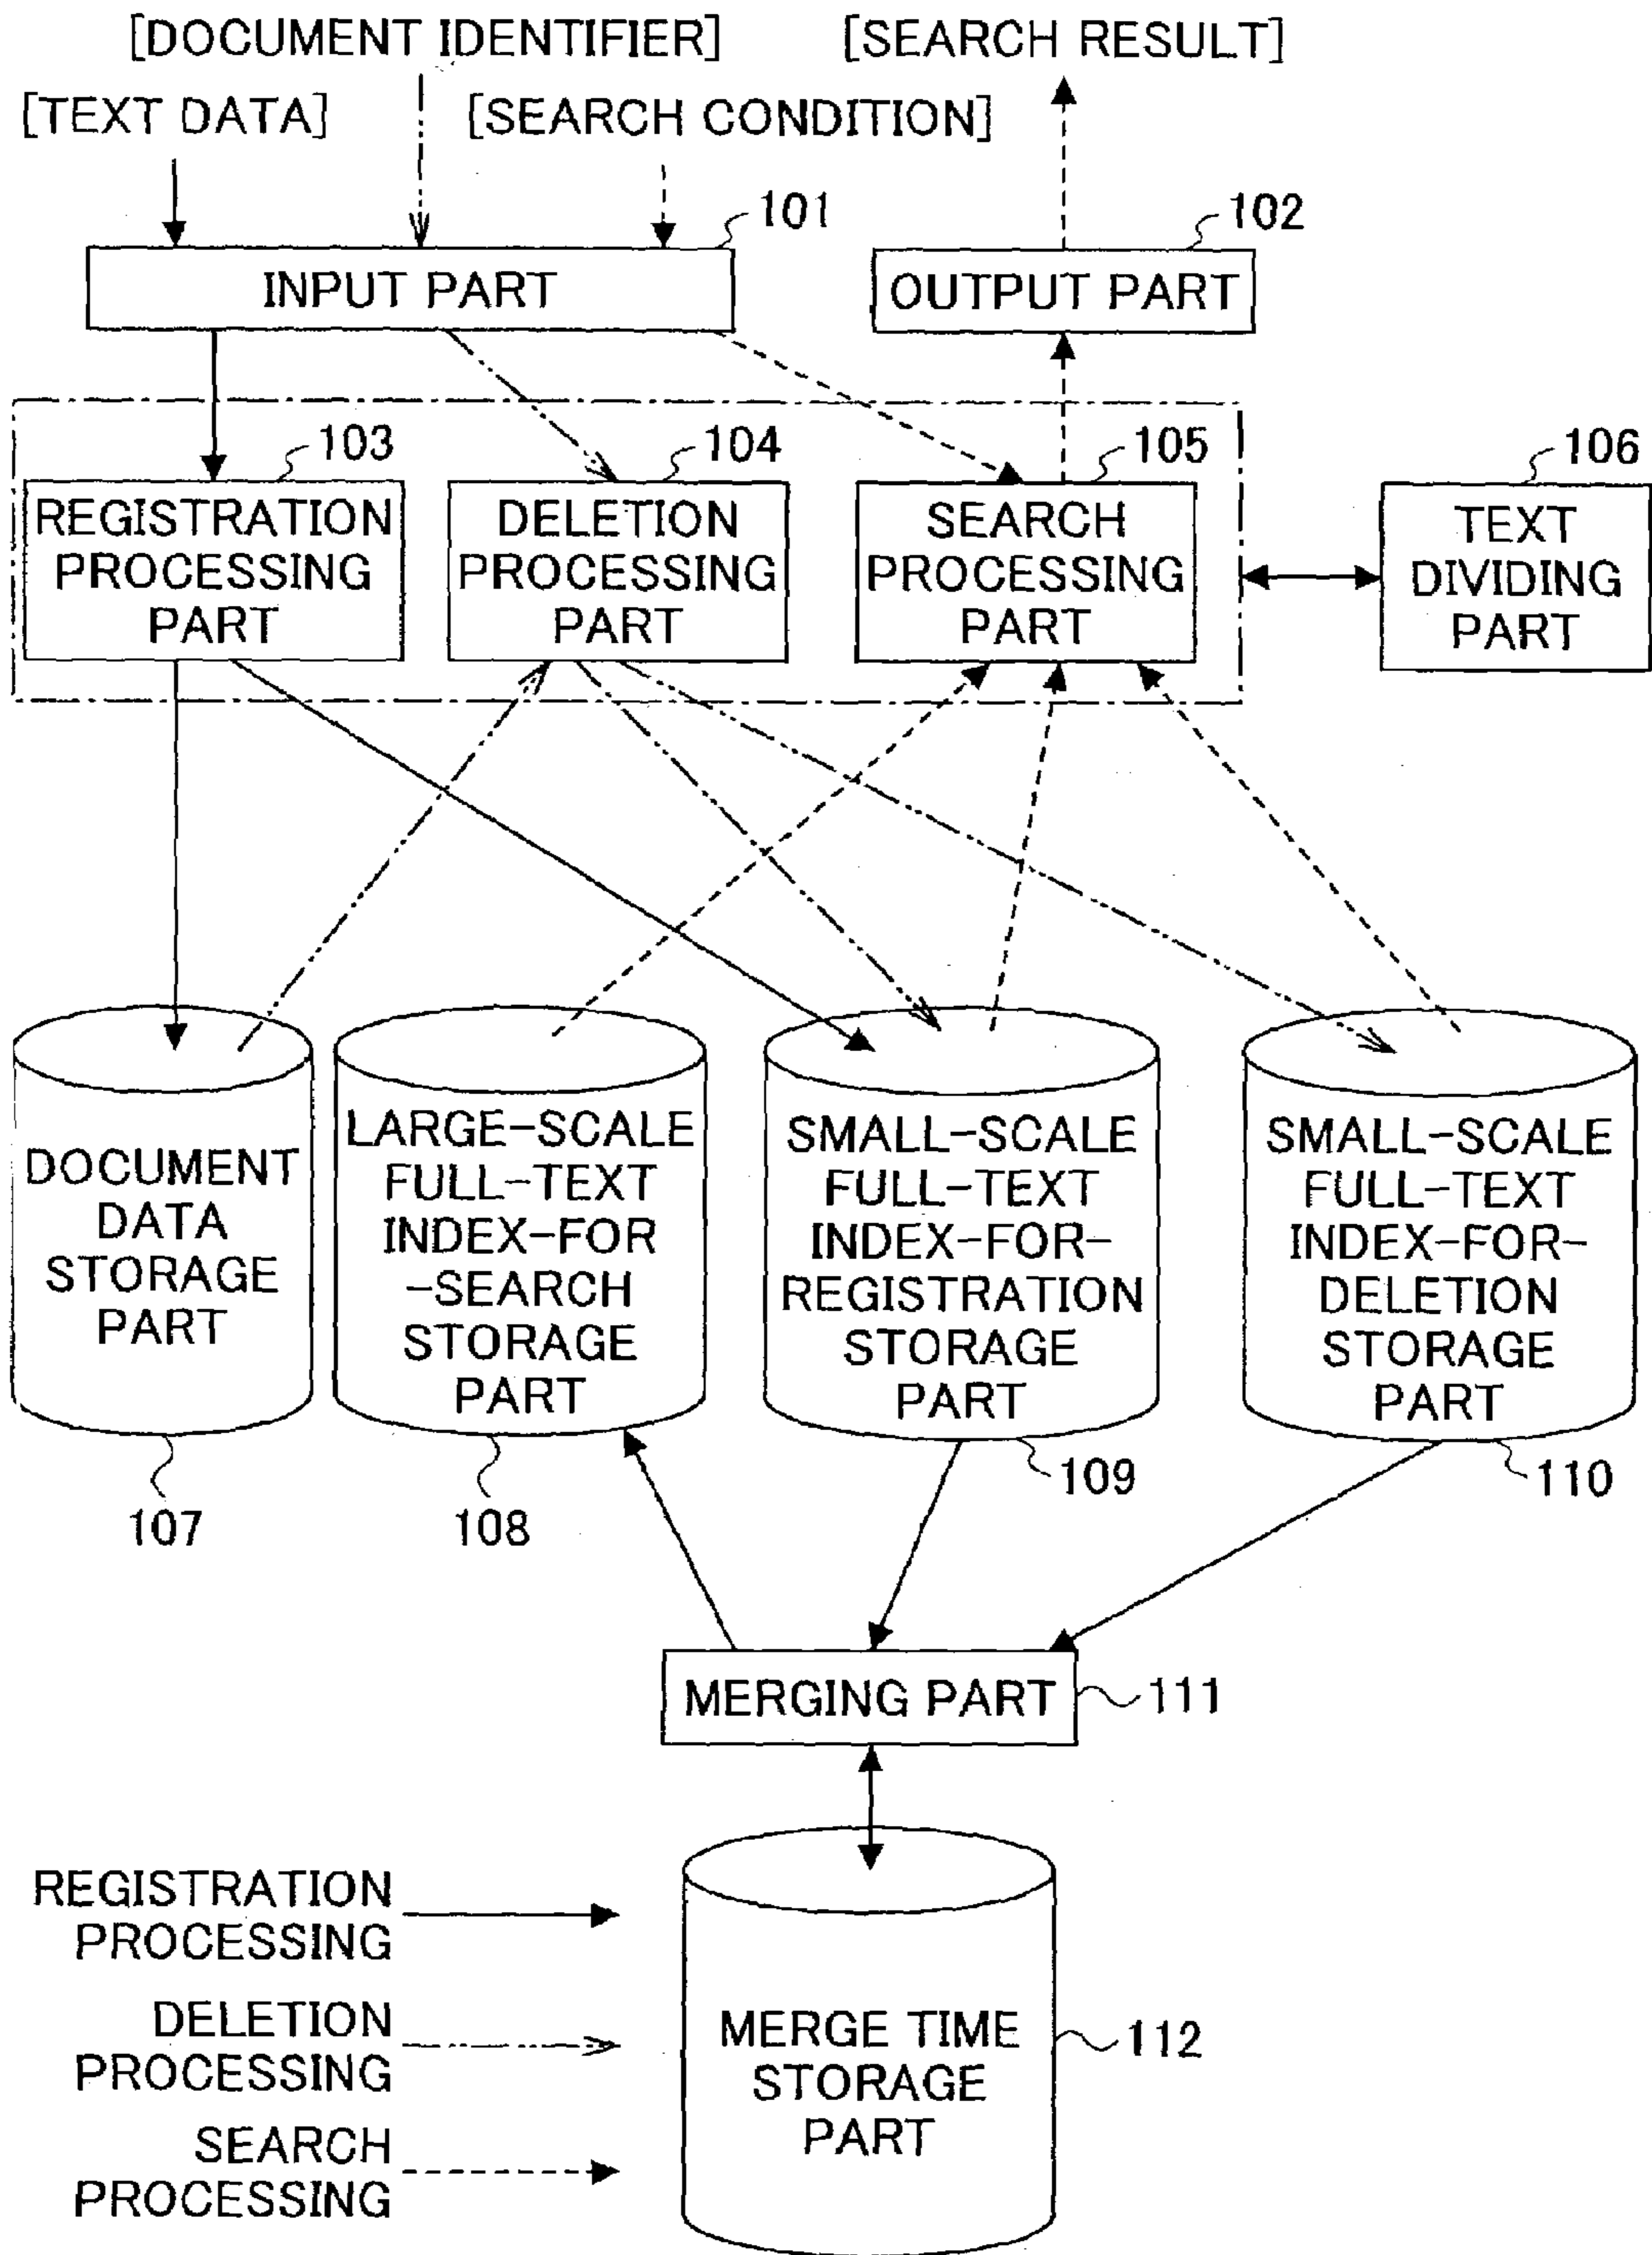 [DOCUMENT IDENTIFIER]
[SEARCH RESULT]
[TEXT DATA]
[SEARCH CONDITION]
101
102
INPUT PART
OUTPUT PART
103
104
105
106
REGISTRATION
PROCESSING
PART
DELETION
PROCESSING
PART
SEARCH
PROCESSING
PART
TEXT
DIVIDING
PART
DOCUMENT
DATA
STORAGE
PART
LARGE-SCALE
FULL-TEXT
INDEX-FOR
-SEARCH
STORAGE
PART
SMALL-SCALE
FULL-TEXT
INDEX-FOR-
REGISTRATION
STORAGE
PART
SMALL-SCALE
FULL-TEXT
INDEX-FOR-
DELETION
STORAGE
PART
107
108
109
110
MERGING PART
111
REGISTRATION
PROCESSING
DELETION
PROCESSING
SEARCH
PROCESSING
MERGE TIME
STORAGE
PART
112